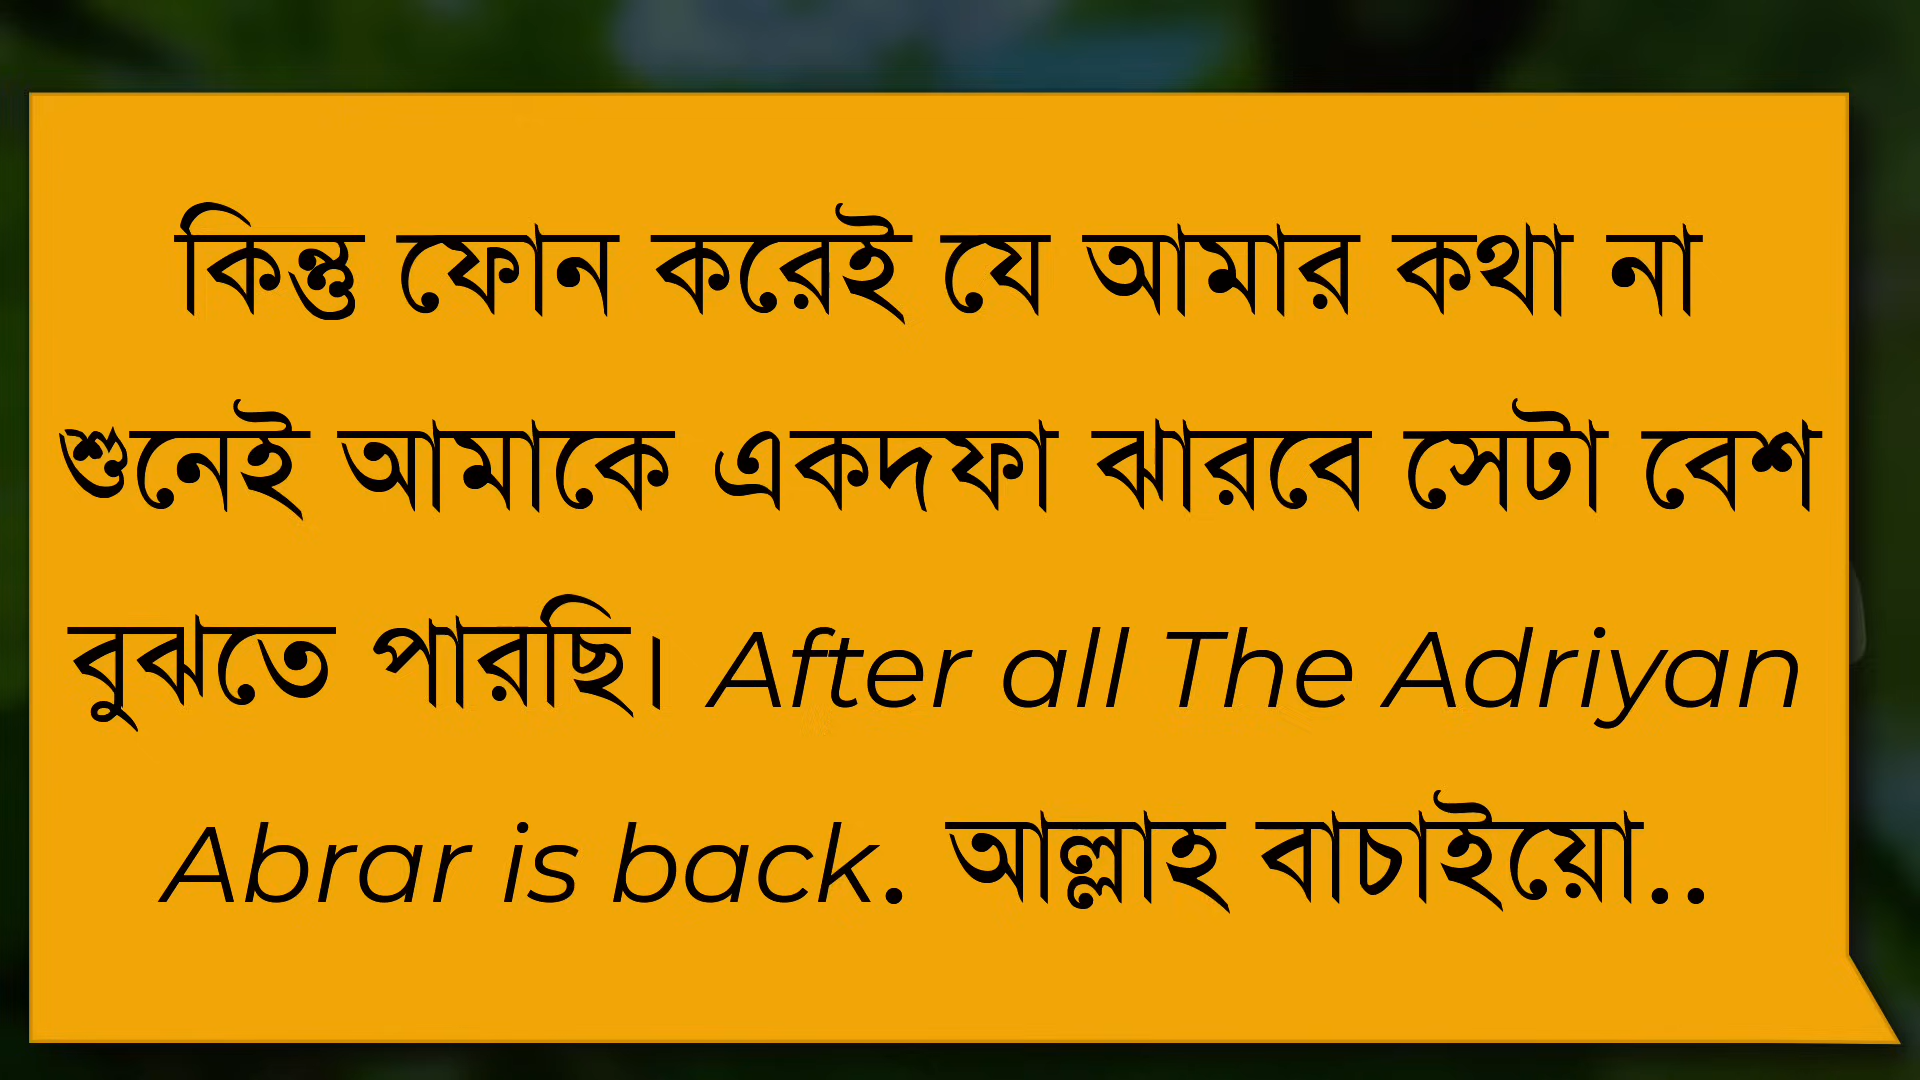 কিন্তু ফোন করেই যে আমার কথা না
শুনেই আমাকে একদফা ঝারবে সেটা বেশ
বুঝতে পারছি। After all The Adriyan
Abrar is back. আল্লাহ বাচাইয়ো..